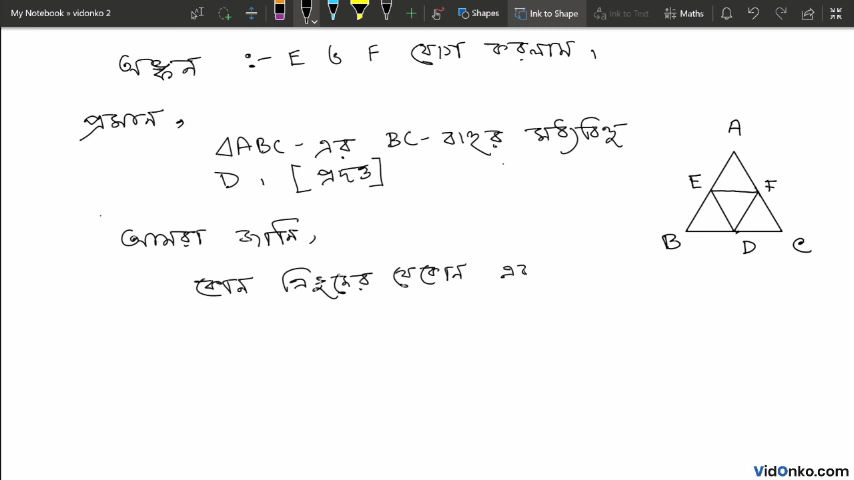 My Notebook » vidonko 2
Shapes
Ink to Shape
Ink to Text
Maths
অঙ্কন :- E ও F যোগ করলাম।
প্রমান,
△ABC - এর BC - বাহুর মধ্যবিন্দু
D, [প্রদত্ত]
আমরা জানি,
কোন ত্রিভুজের যেকোন এক
A
E F
B D C
VidOnko.com